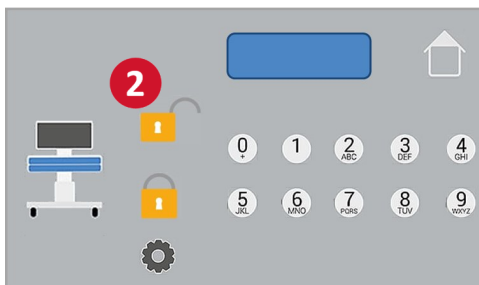 2
0 1 2 3 4
+ ABC DEF GHI
5 6 7 8 9
JKL MNO PQRS TUV WXYZ